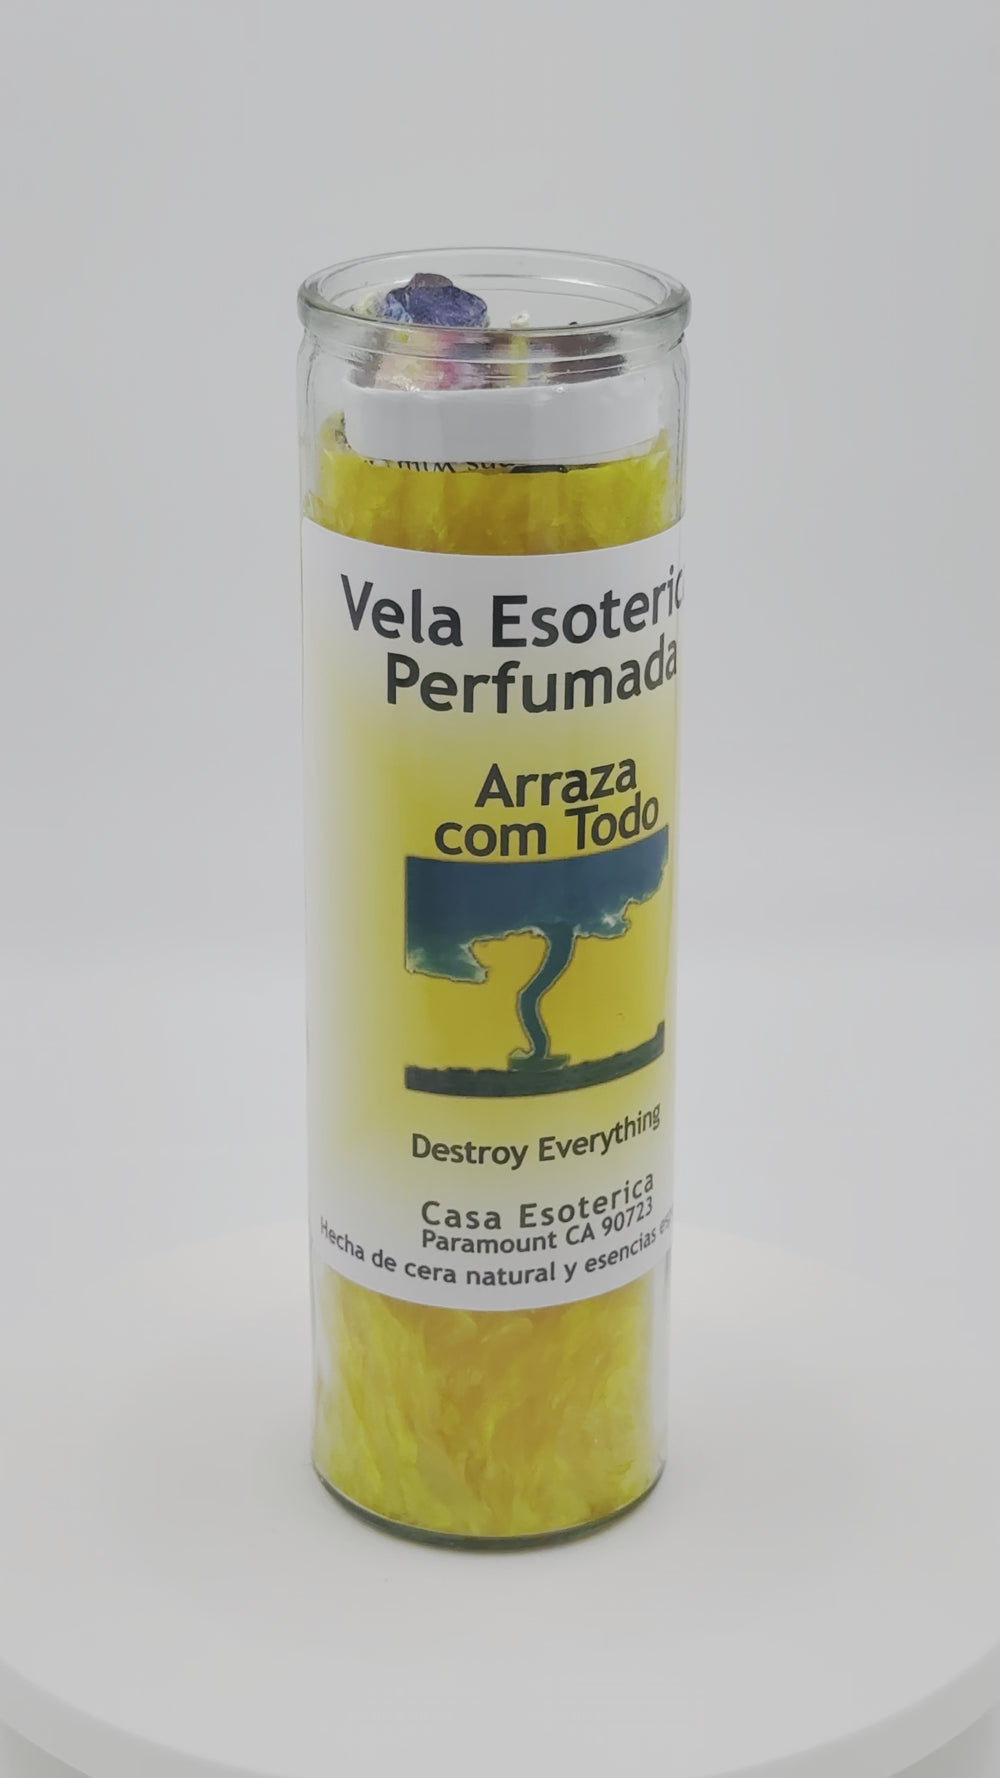 Vela Esoteric
Perfumada
Arraza
com Todo
Destroy Everything
Casa Esoterica
Paramount CA 90723
Hecha de cera natural y esencias